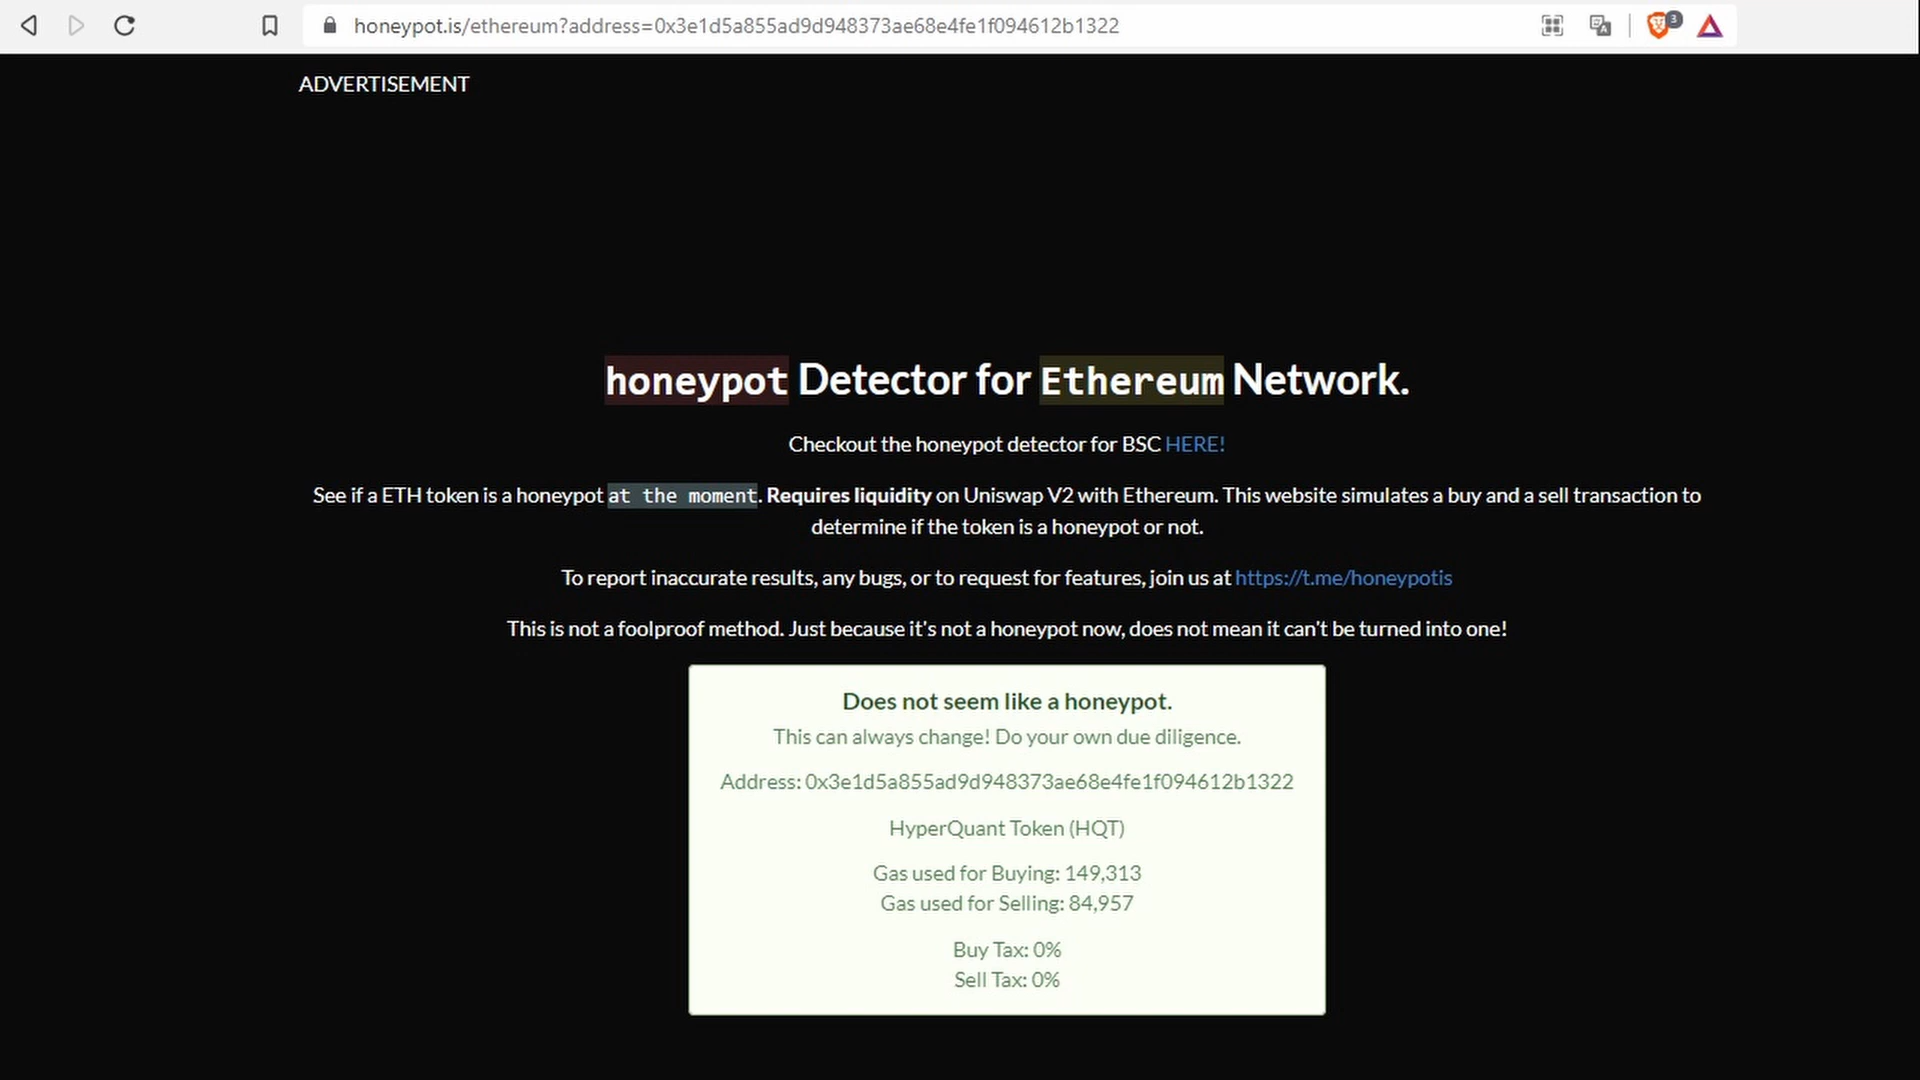 honeypot.is/ethereum?address=0x3e1d5a855ad9d948373ae68e4fe1f094612b1322
3
ADVERTISEMENT
honeypot Detector for Ethereum Network.
Checkout the honeypot detector for BSC HERE!
See if a ETH token is a honeypot at the moment. Requires liquidity on Uniswap V2 with Ethereum. This website simulates a buy and a sell transaction to
determine if the token is a honeypot or not.
To report inaccurate results, any bugs, or to request for features, join us at https://t.me/honeypotis
This is not a foolproof method. Just because it's not a honeypot now, does not mean it can't be turned into one!
Does not seem like a honeypot.
This can always change! Do your own due diligence.
Address: 0x3e1d5a855ad9d948373ae68e4fe1f094612b1322
HyperQuant Token (HQT)
Gas used for Buying: 149,313
Gas used for Selling: 84,957
Buy Tax: 0%
Sell Tax: 0%